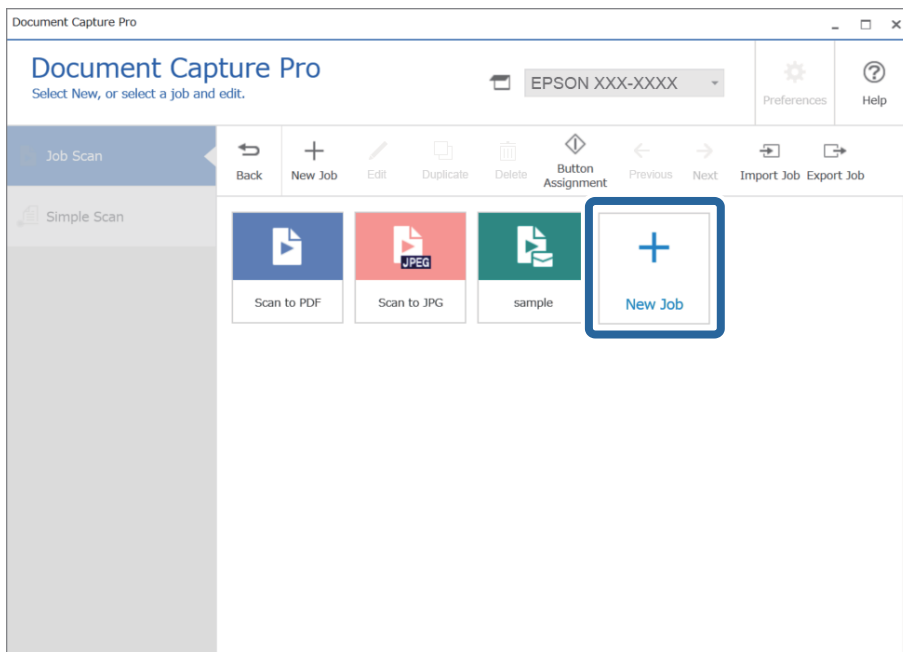 Document Capture Pro
Document Capture Pro
Select New, or select a job and edit.
EPSON XXX-XXXX
Preferences
Help
Job Scan
Simple Scan
Back
New Job
Edit
Duplicate
Delete
Button
Assignment
Previous
Next
Import Job
Export Job
Scan to PDF
JPEG
Scan to JPG
sample
New Job